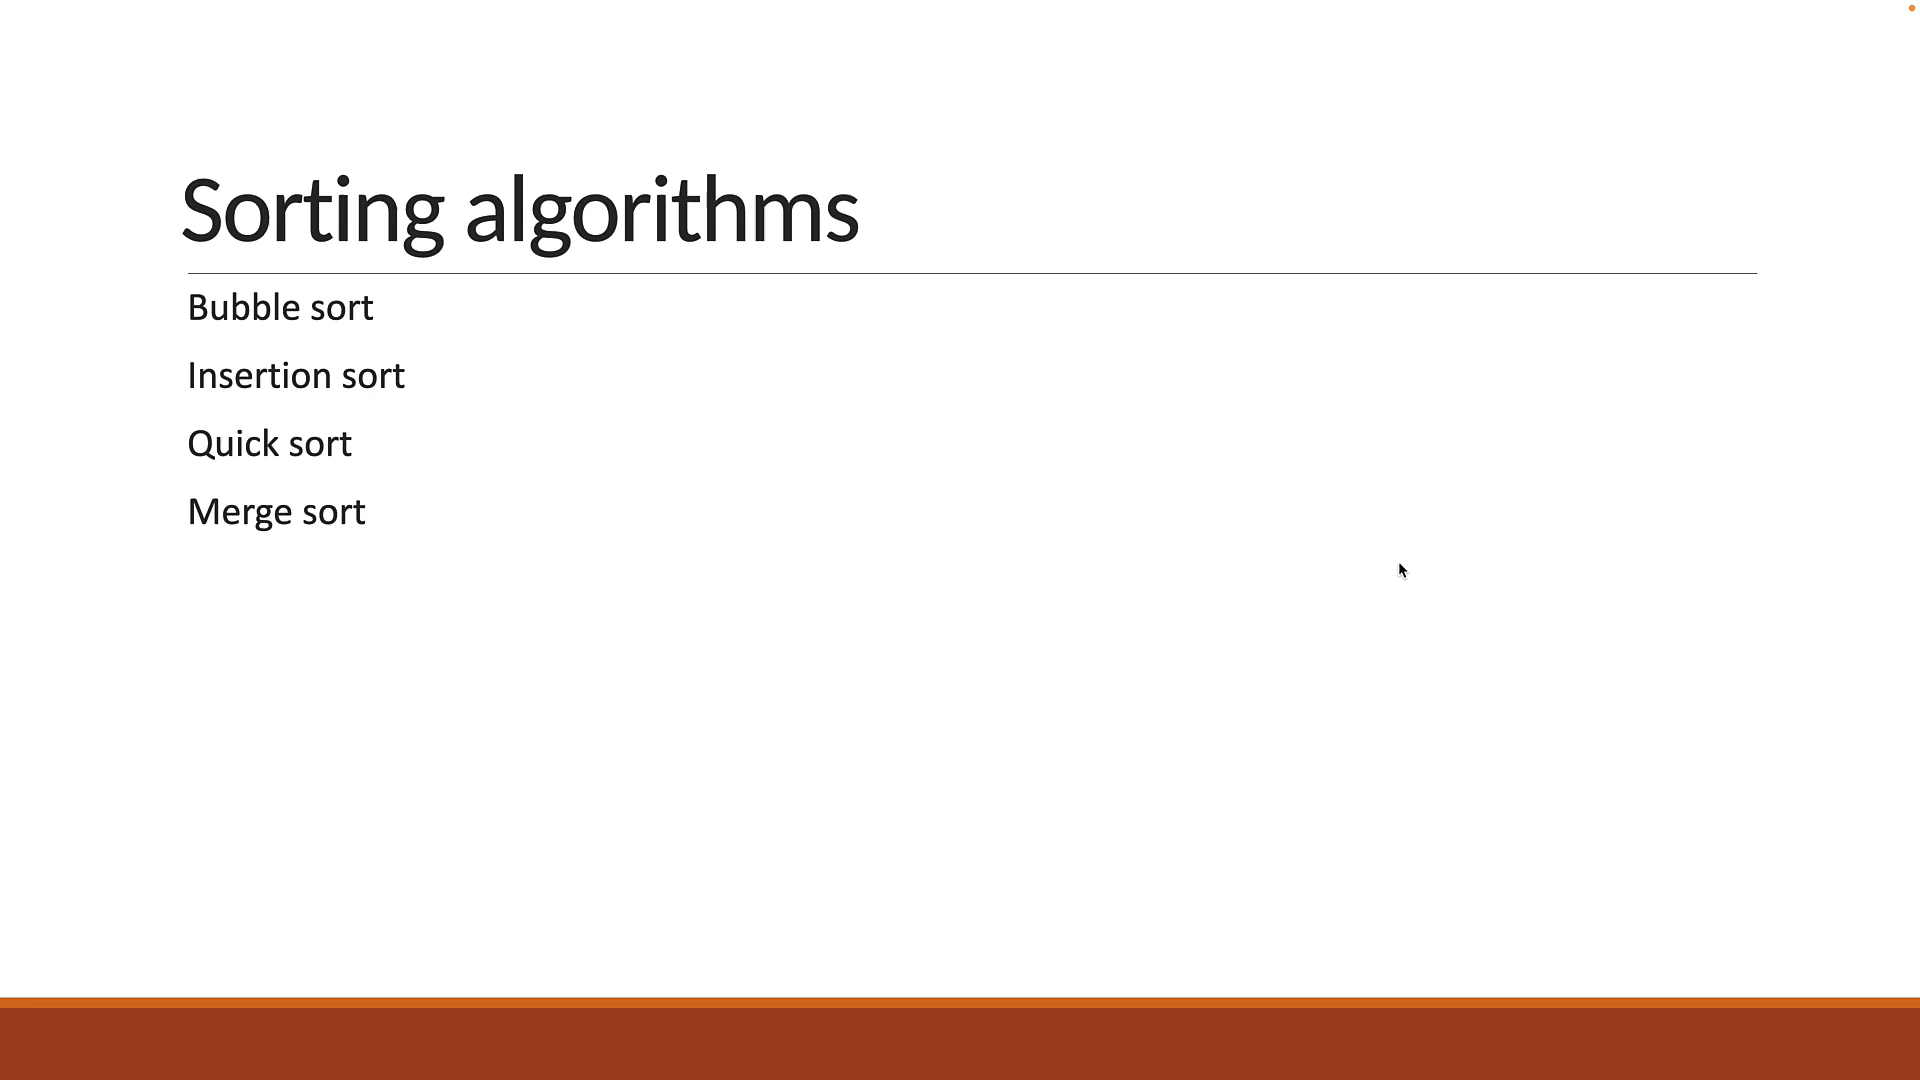 Sorting algorithms
Bubble sort
Insertion sort
Quick sort
Merge sort